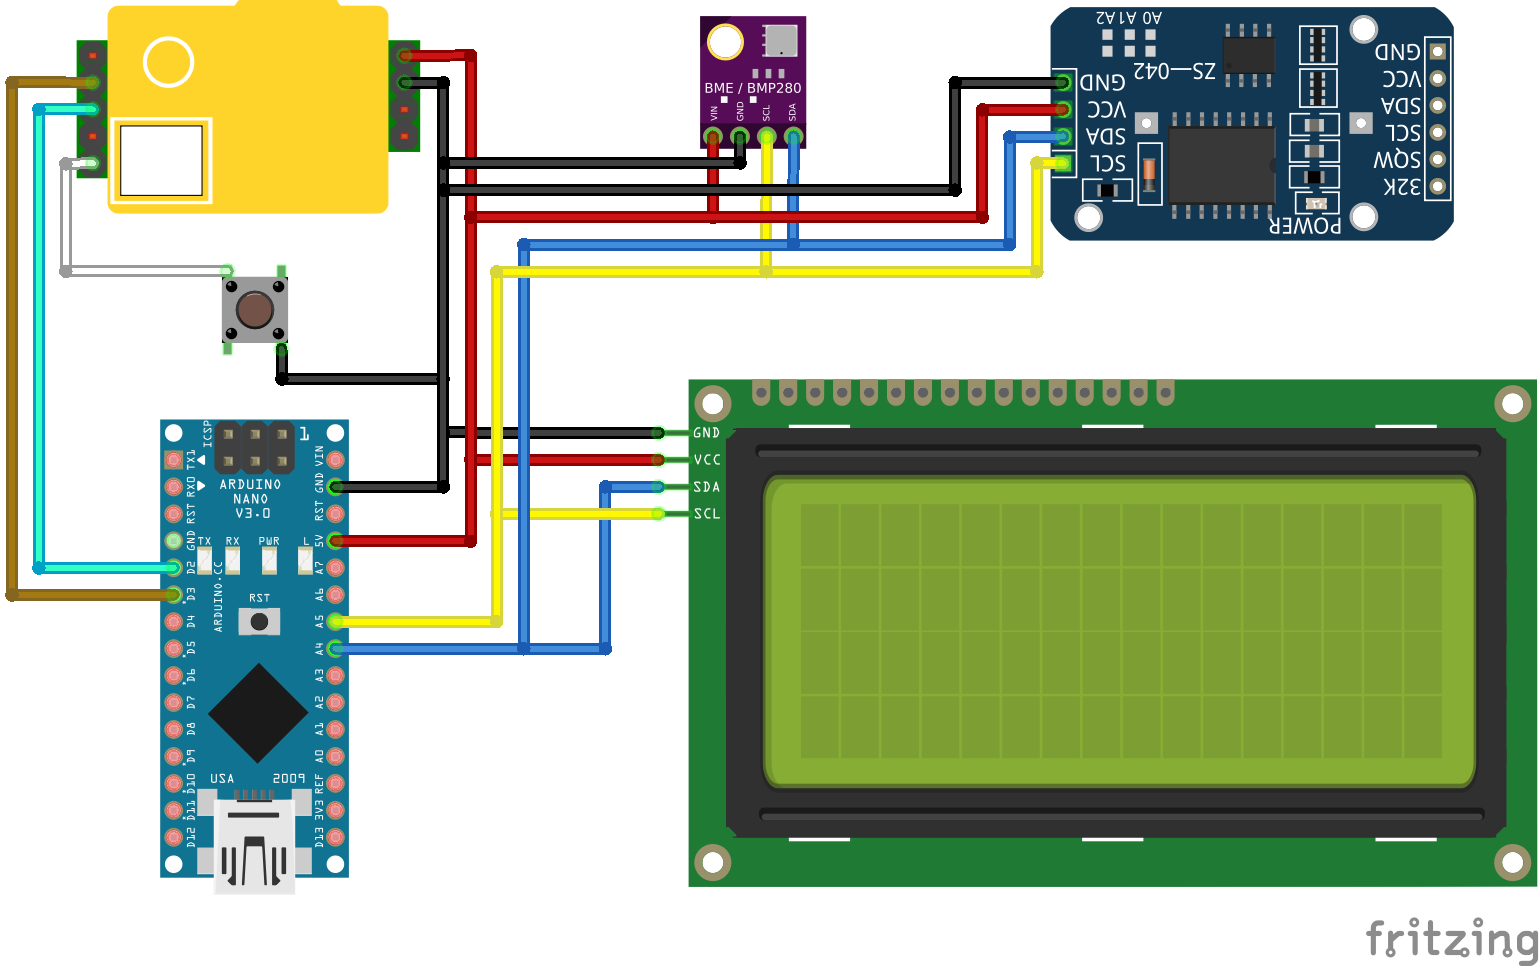 BME / BMP280
VIN
GND
SCL
SDA
A0 A1A2
ZS-042
GND
VCC
SDA
SCL
GND
VCC
SDA
SCL
SQW
32K
POWER
ICSP
1
TX1
RX0
RST
GND
D2
D3
D4
D5
D6
D7
D8
D9
D10
D11
D12
ARDUINO
NANO
V3.0
TX RX PWR L
ARDUINO.CC
RST
USA 2009
VIN
GND
RST
5V
A7
A6
A5
A4
A3
A2
A1
A0
REF
3V3
D13
GND
VCC
SDA
SCL
fritzing